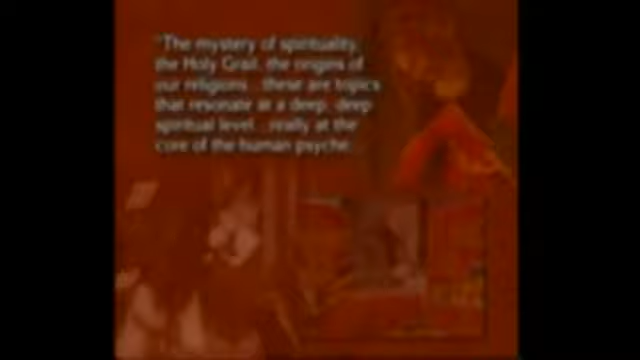 "The mystery of spirituality,
the Holy Grail, the origins of
our religions...these are topics
that resonate at a deep, deep
spiritual level...really at the
core of the human psyche.